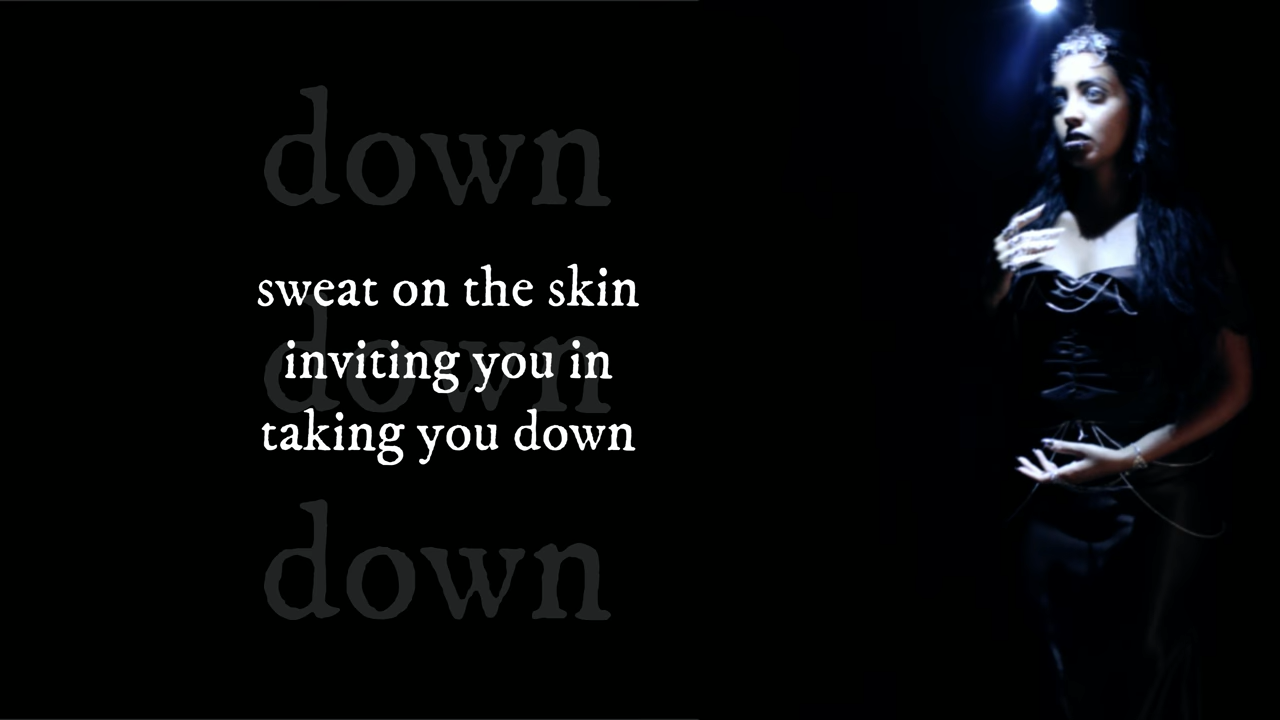 down
sweat on the skin
down
inviting you in
taking you down
down